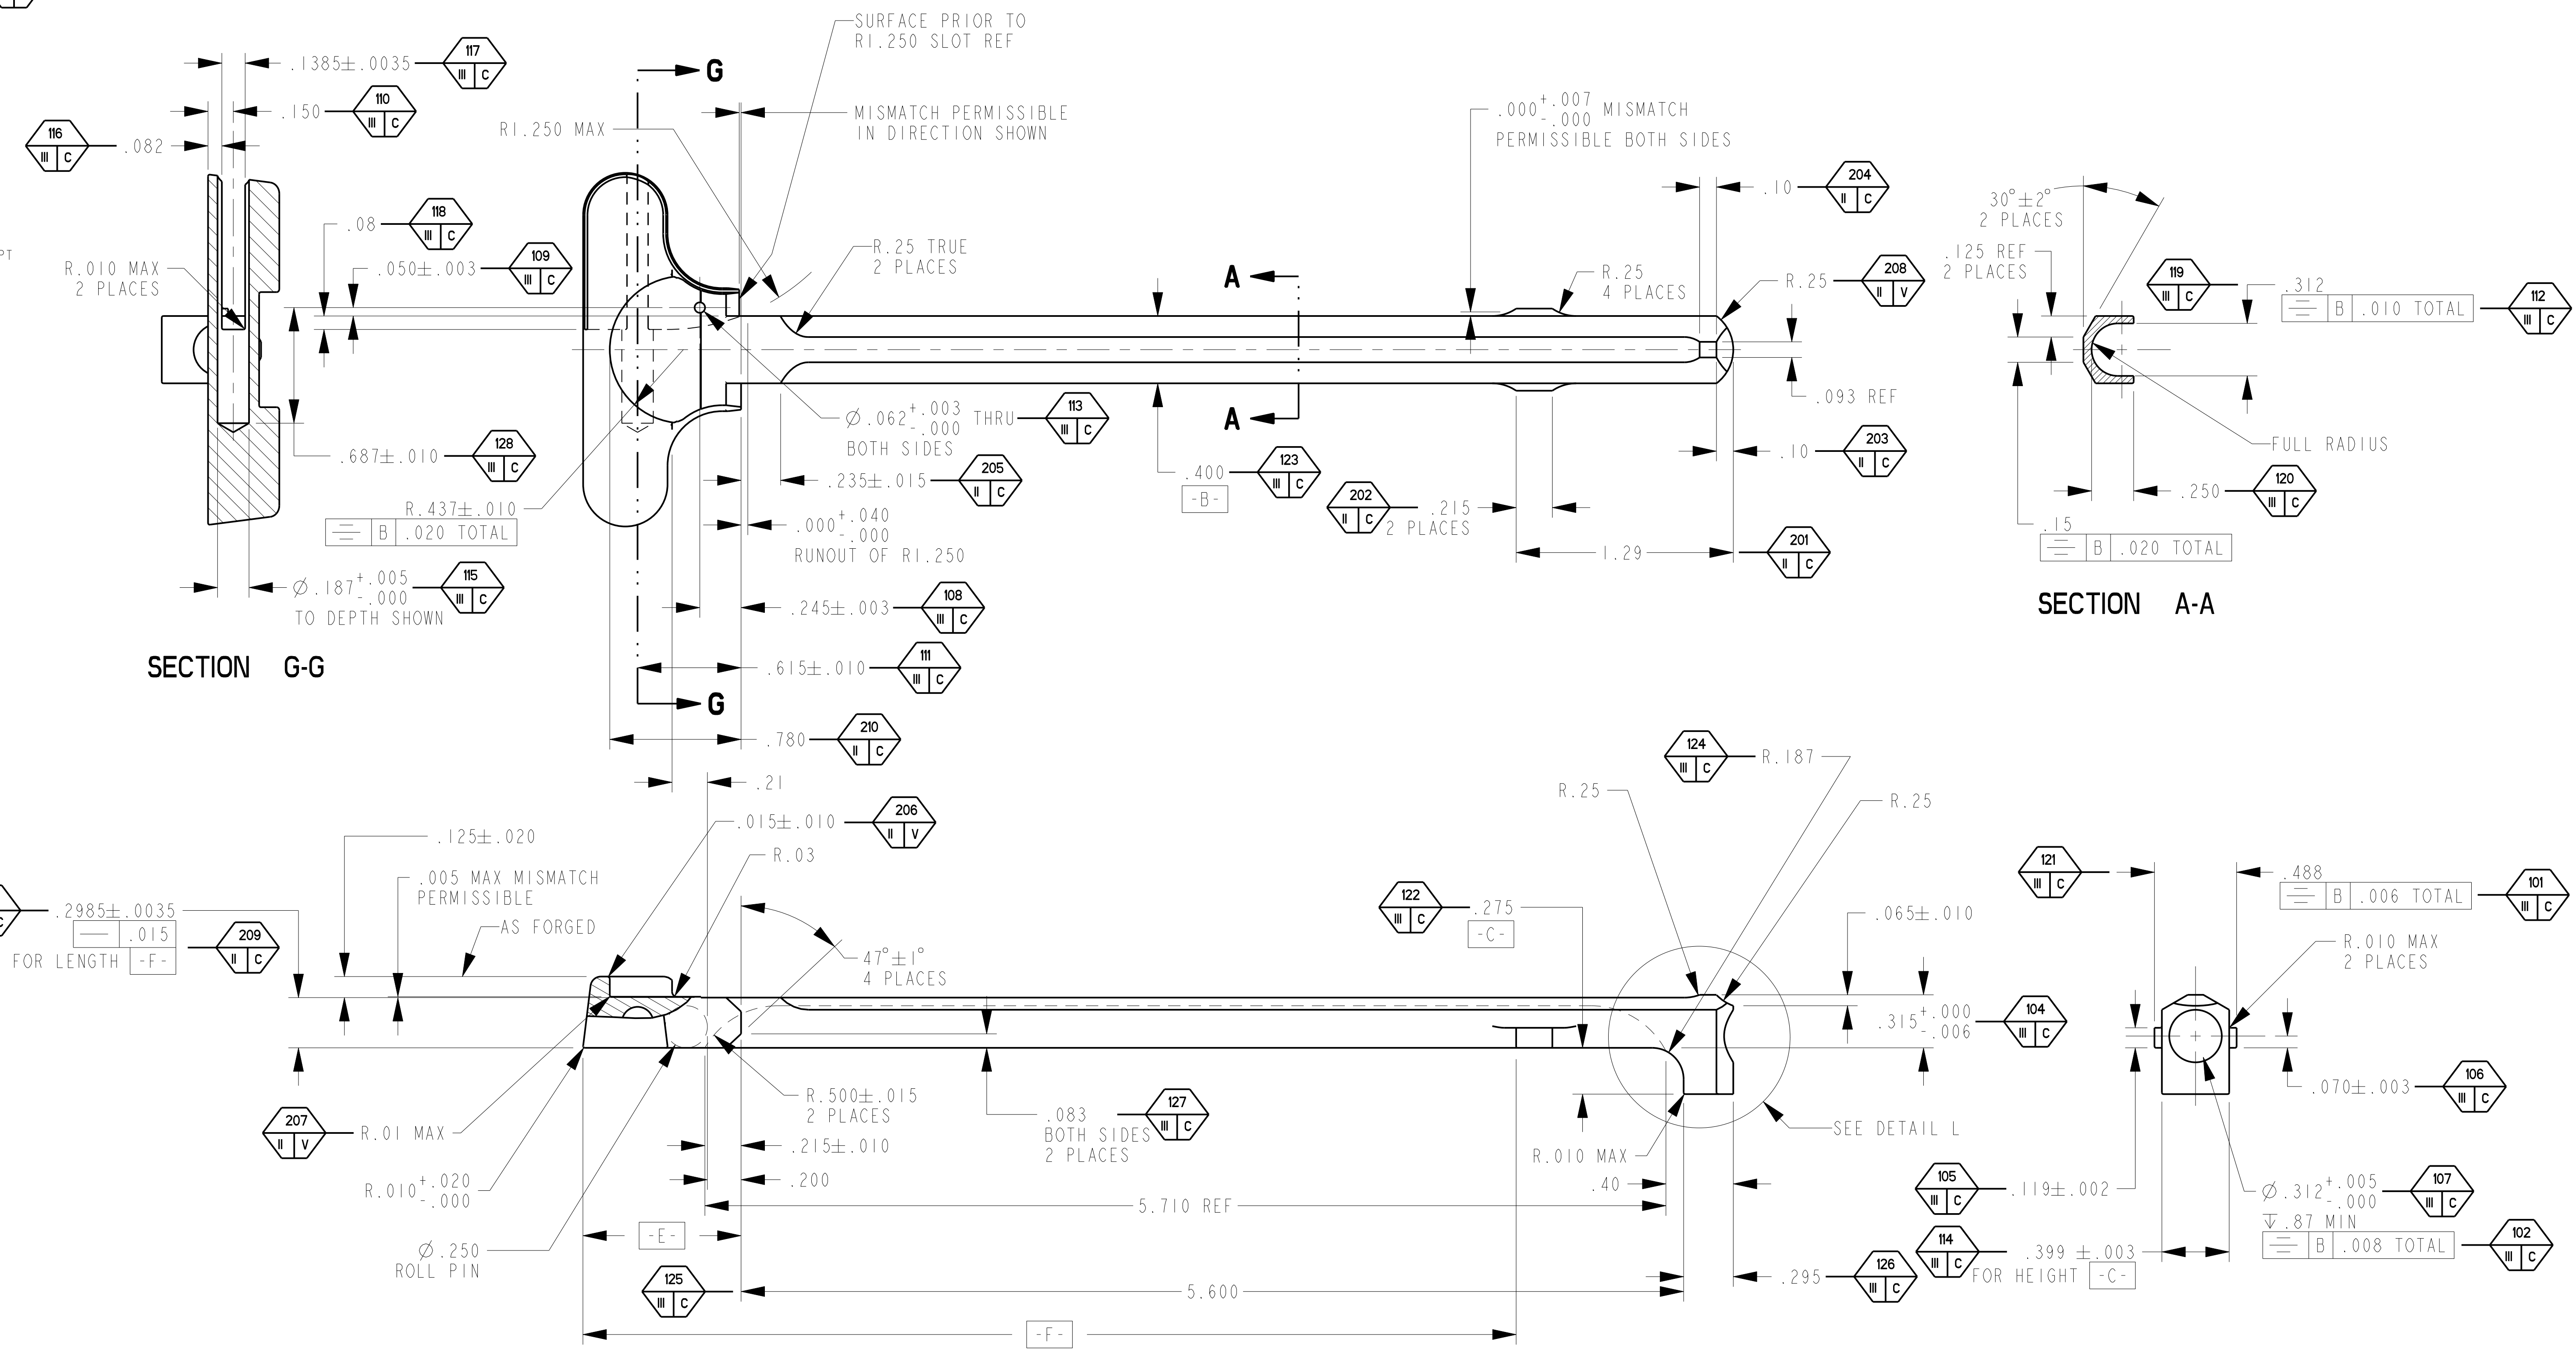 SURFACE PRIOR TO
R1.250 SLOT REF
117
III C
.1385±.0035
G
110
III C
.150
MISMATCH PERMISSIBLE
IN DIRECTION SHOWN
.000 +.007 -.000 MISMATCH
PERMISSIBLE BOTH SIDES
R1.250 MAX
116
III C
.082
204
II C
.10
30°±2°
2 PLACES
118
III C
.08
R.25 TRUE
2 PLACES
PT
109
III C
.050±.003
R.010 MAX
2 PLACES
A
R.25
4 PLACES
208
II V
R.25
.125 REF
2 PLACES
119
III C
.312
B .010 TOTAL
112
III C
.093 REF
A
Ø.062 +.003 -.000 THRU
BOTH SIDES
113
III C
203
II C
.10
FULL RADIUS
128
III C
.687±.010
205
II C
.235±.015
.400
-B-
123
III C
202
II C
.215
2 PLACES
120
III C
.250
R.437±.010
B .020 TOTAL
.000 +.040 -.000
RUNOUT OF R1.250
.15
B .020 TOTAL
1.29
201
II C
115
III C
Ø.187 +.005 -.000
TO DEPTH SHOWN
.245±.003
108
III C
SECTION A-A
SECTION G-G
.615±.010
111
III C
G
.780
210
II C
124
III C
R.187
.21
R.25
R.25
.015±.010
206
II V
.125±.020
R.03
.005 MAX MISMATCH
PERMISSIBLE
121
III C
.488
B .006 TOTAL
101
III C
C
.2985±.0035
.015
FOR LENGTH -F-
209
II C
AS FORGED
122
III C
.275
-C-
.065±.010
47°±1°
4 PLACES
R.010 MAX
2 PLACES
.315 +.000 -.006
104
III C
.070±.003
106
III C
R.500±.015
2 PLACES
.083
BOTH SIDES
2 PLACES
127
III C
207
II V
R.01 MAX
SEE DETAIL L
.215±.010
R.010 MAX
R.010 +.020 -.000
.200
.40
105
III C
.119±.002
Ø.312 +.005 -.000
↧.87 MIN
B .008 TOTAL
107
III C
102
III C
5.710 REF
-E-
Ø.250
ROLL PIN
114
III C
.399 ±.003
FOR HEIGHT -C-
125
III C
5.600
.295
126
III C
-F-